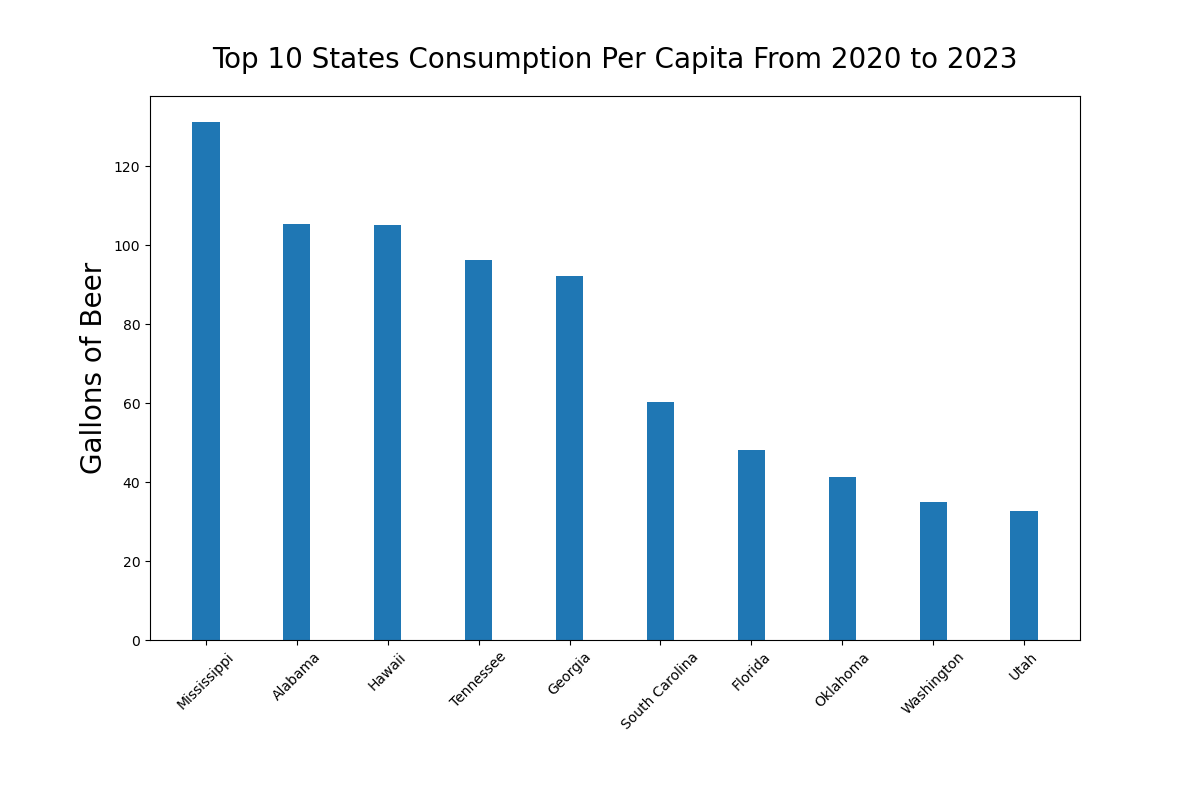 Top 10 States Consumption Per Capita From 2020 to 2023
Gallons of Beer
120
100
80
60
40
20
0
Mississippi
Alabama
Hawaii
Tennessee
Georgia
South Carolina
Florida
Oklahoma
Washington
Utah